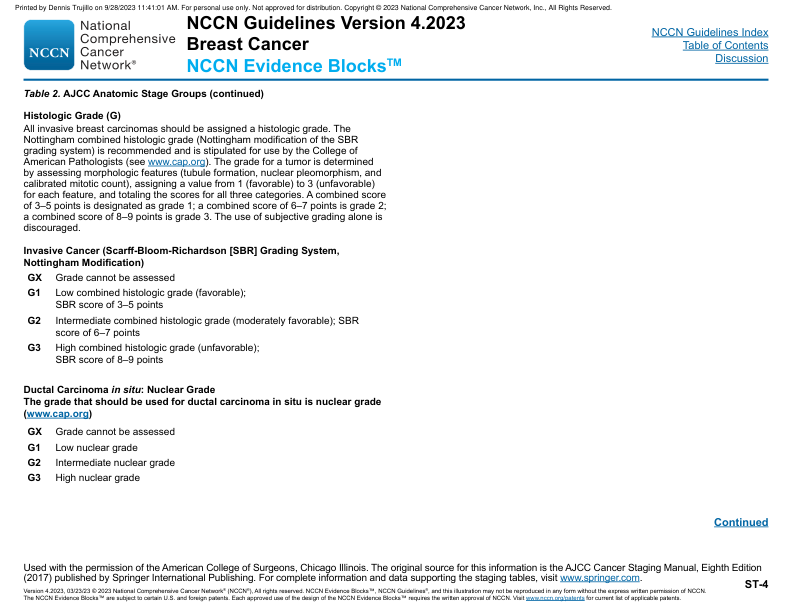 Printed by Dennis Trujillo on 9/28/2023 11:41:01 AM. For personal use only. Not approved for distribution. Copyright © 2023 National Comprehensive Cancer Network, Inc., All Rights Reserved.
NCCN
National
Comprehensive
Cancer
Network®
NCCN Guidelines Version 4.2023
Breast Cancer
NCCN Evidence Blocks™
NCCN Guidelines Index
Table of Contents
Discussion
Table 2. AJCC Anatomic Stage Groups (continued)
Histologic Grade (G)
All invasive breast carcinomas should be assigned a histologic grade. The
Nottingham combined histologic grade (Nottingham modification of the SBR
grading system) is recommended and is stipulated for use by the College of
American Pathologists (see www.cap.org). The grade for a tumor is determined
by assessing morphologic features (tubule formation, nuclear pleomorphism, and
calibrated mitotic count), assigning a value from 1 (favorable) to 3 (unfavorable)
for each feature, and totaling the scores for all three categories. A combined score
of 3–5 points is designated as grade 1; a combined score of 6–7 points is grade 2;
a combined score of 8–9 points is grade 3. The use of subjective grading alone is
discouraged.
Invasive Cancer (Scarff-Bloom-Richardson [SBR] Grading System,
Nottingham Modification)
GX Grade cannot be assessed
G1 Low combined histologic grade (favorable);
SBR score of 3–5 points
G2 Intermediate combined histologic grade (moderately favorable); SBR
score of 6–7 points
G3 High combined histologic grade (unfavorable);
SBR score of 8–9 points
Ductal Carcinoma in situ: Nuclear Grade
The grade that should be used for ductal carcinoma in situ is nuclear grade
(www.cap.org)
GX Grade cannot be assessed
G1 Low nuclear grade
G2 Intermediate nuclear grade
G3 High nuclear grade
Continued
Used with the permission of the American College of Surgeons, Chicago Illinois. The original source for this information is the AJCC Cancer Staging Manual, Eighth Edition
(2017) published by Springer International Publishing. For complete information and data supporting the staging tables, visit www.springer.com.
ST-4
Version 4.2023, 03/23/23 © 2023 National Comprehensive Cancer Network® (NCCN®), All rights reserved. NCCN Evidence Blocks™, NCCN Guidelines®, and this illustration may not be reproduced in any form without the express written permission of NCCN.
The NCCN Evidence Blocks™ are subject to certain U.S. and foreign patents. Each approved use of the design of the NCCN Evidence Blocks™ requires the written approval of NCCN. Visit www.nccn.org/patents for current list of applicable patents.